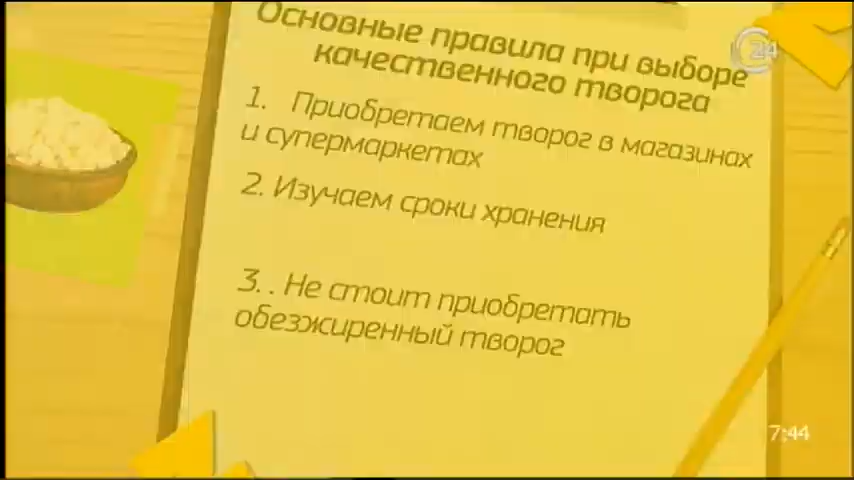 Основные правила при выборе
качественного творога
1. Приобретаем творог в магазинах
и супермаркетах
2. Изучаем сроки хранения
3. . Не стоит приобретать
обезжиренный творог
24
7:44